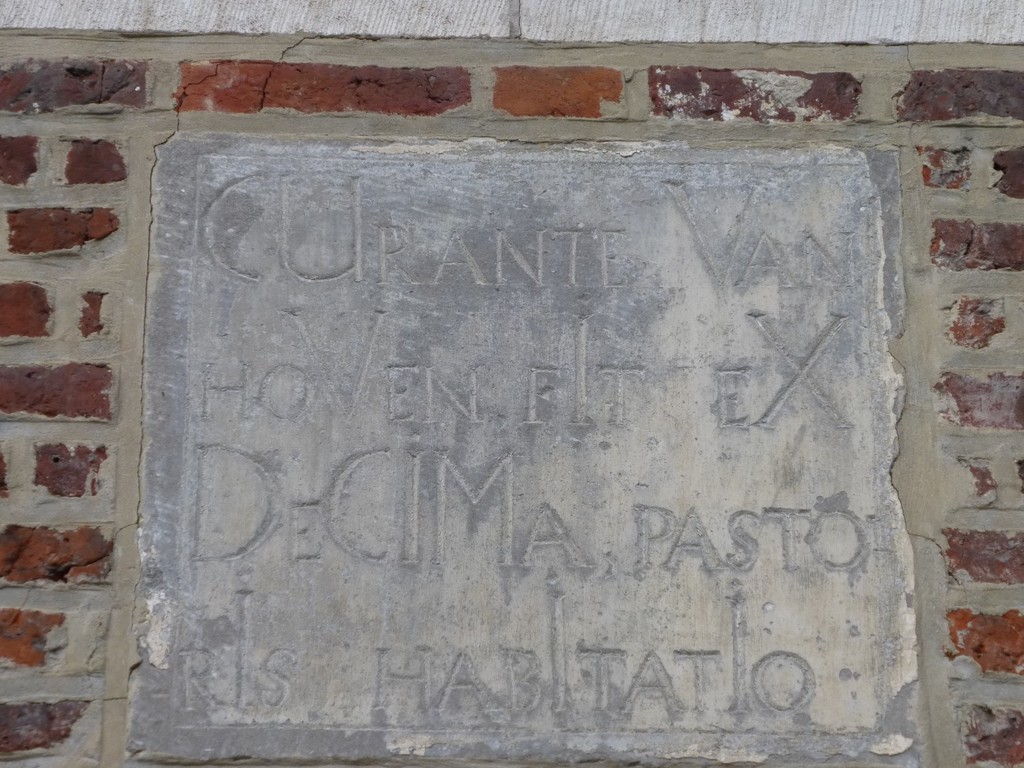 CURANTE VAN
HOVEN FIT EX
DECIMA, PASTO
RIS HABITATIO